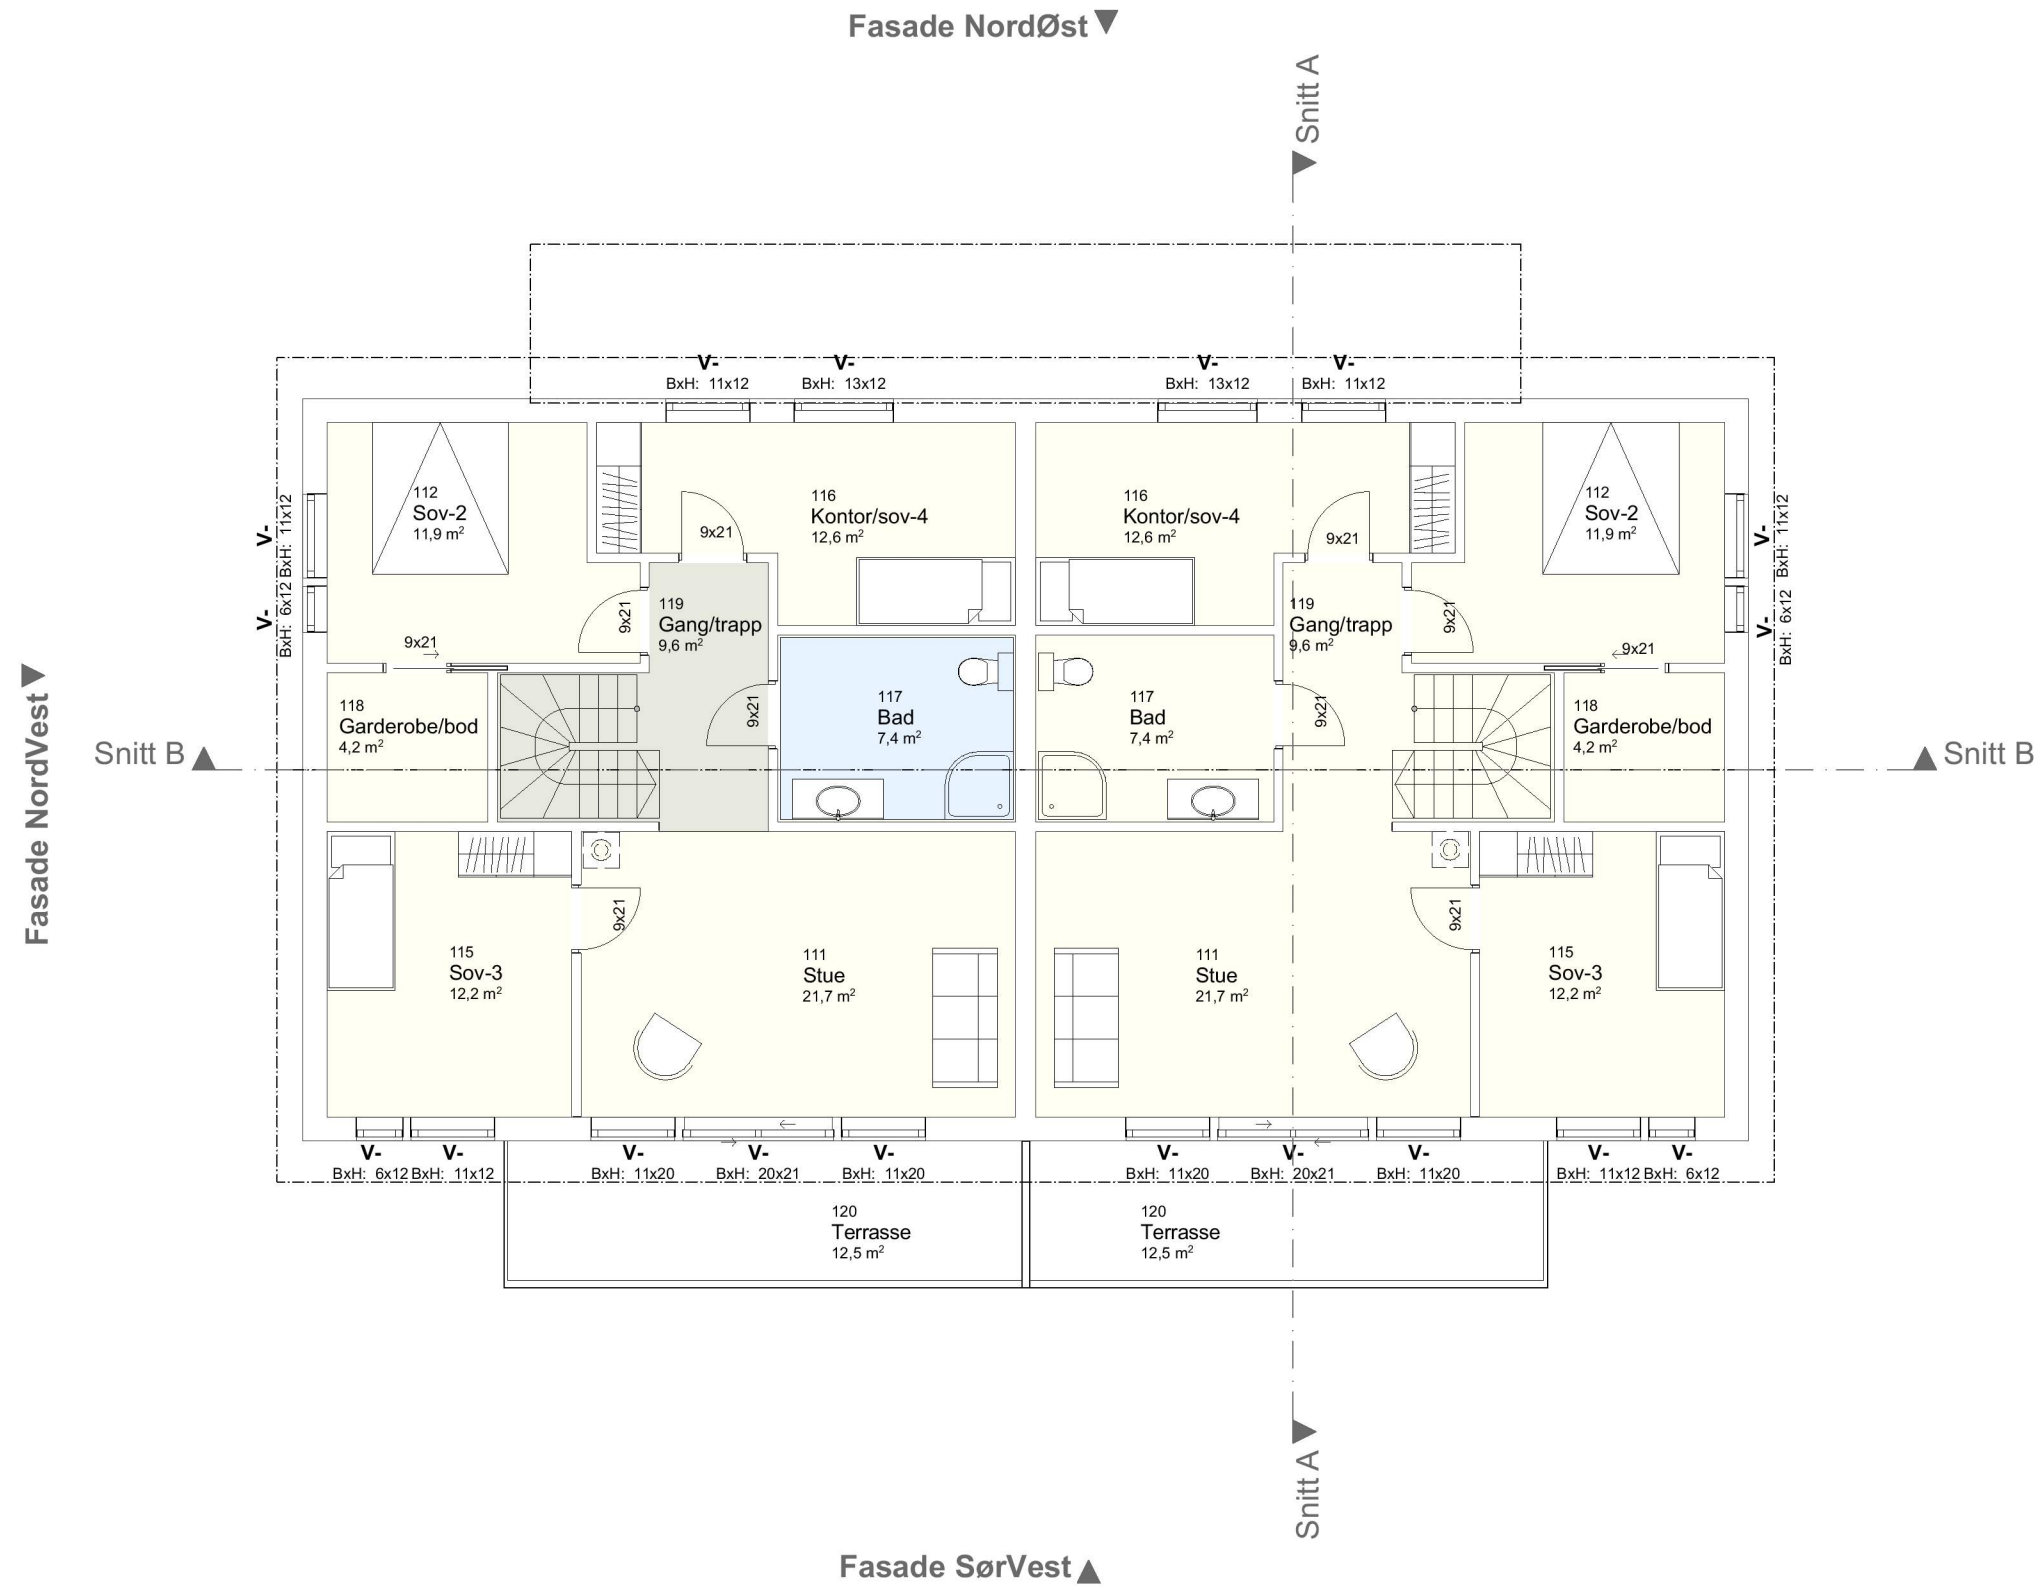 Fasade NordØst
Snitt A
V-
V-
V-
V-
BxH: 11x12
BxH: 13x12
BxH: 13x12
BxH: 11x12
112
Sov-2
11,9 m²
116
Kontor/sov-4
12,6 m²
116
Kontor/sov-4
12,6 m²
112
Sov-2
11,9 m²
V-
BxH: 11x12
V-
BxH: 6x12
V-
BxH: 11x12
V-
BxH: 6x12
9x21
9x21
9x21
9x21
9x21
9x21
119
Gang/trapp
9,6 m²
119
Gang/trapp
9,6 m²
118
Garderobe/bod
4,2 m²
9x21
117
Bad
7,4 m²
117
Bad
7,4 m²
9x21
118
Garderobe/bod
4,2 m²
Fasade NordVest
Snitt B
Snitt B
9x21
9x21
115
Sov-3
12,2 m²
111
Stue
21,7 m²
111
Stue
21,7 m²
115
Sov-3
12,2 m²
V-
V-
V-
V-
V-
V-
V-
V-
V-
V-
BxH: 6x12
BxH: 11x12
BxH: 11x20
BxH: 20x21
BxH: 11x20
BxH: 11x20
BxH: 20x21
BxH: 11x20
BxH: 11x12
BxH: 6x12
120
Terrasse
12,5 m²
120
Terrasse
12,5 m²
Snitt A
Fasade SørVest